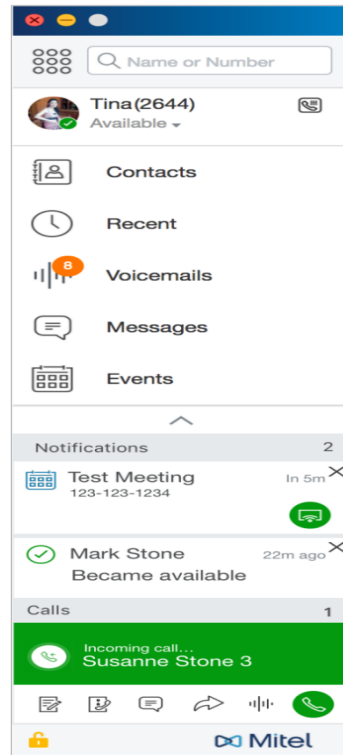 Name or Number
Tina(2644)
Available
Contacts
Recent
8
Voicemails
Messages
Events
Notifications 2
Test Meeting In 5m
123-123-1234
Mark Stone 22m ago
Became available
Calls 1
Incoming call...
Susanne Stone 3
Mitel